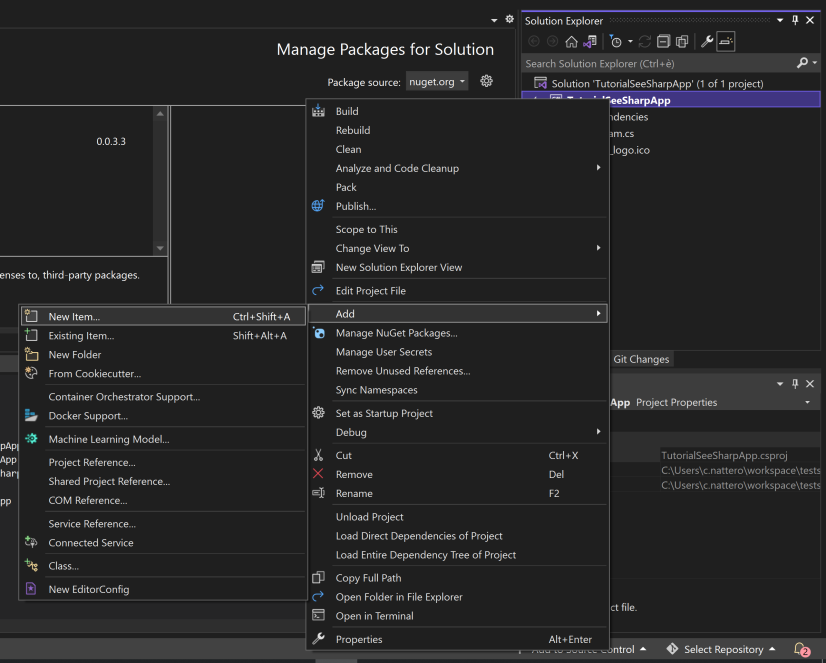 Solution Explorer
Manage Packages for Solution
Search Solution Explorer (Ctrl+è)
Package source: nuget.org
Solution 'TutorialSeeSharpApp' (1 of 1 project)
TutorialSeeSharpApp
ndencies
am.cs
_logo.ico
0.0.3.3
enses to, third-party packages.
Build
Rebuild
Clean
Analyze and Code Cleanup
Pack
Publish...
Scope to This
Change View To
New Solution Explorer View
Edit Project File
Add
Manage NuGet Packages...
Manage User Secrets
Remove Unused References...
Sync Namespaces
Set as Startup Project
Debug
Cut Ctrl+X
Remove Del
Rename F2
Unload Project
Load Direct Dependencies of Project
Load Entire Dependency Tree of Project
Copy Full Path
Open Folder in File Explorer
Open in Terminal
Properties Alt+Enter
New Item... Ctrl+Shift+A
Existing Item... Shift+Alt+A
New Folder
From Cookiecutter...
Container Orchestrator Support...
Docker Support...
Machine Learning Model...
Project Reference...
Shared Project Reference...
COM Reference...
Service Reference...
Connected Service
Class...
New EditorConfig
pApp
App
harp
pp
Git Changes
App Project Properties
TutorialSeeSharpApp.csproj
C:\Users\c.nattero\workspace\tests
C:\Users\c.nattero\workspace\tests
ct file.
Add to Source Control
Select Repository
2